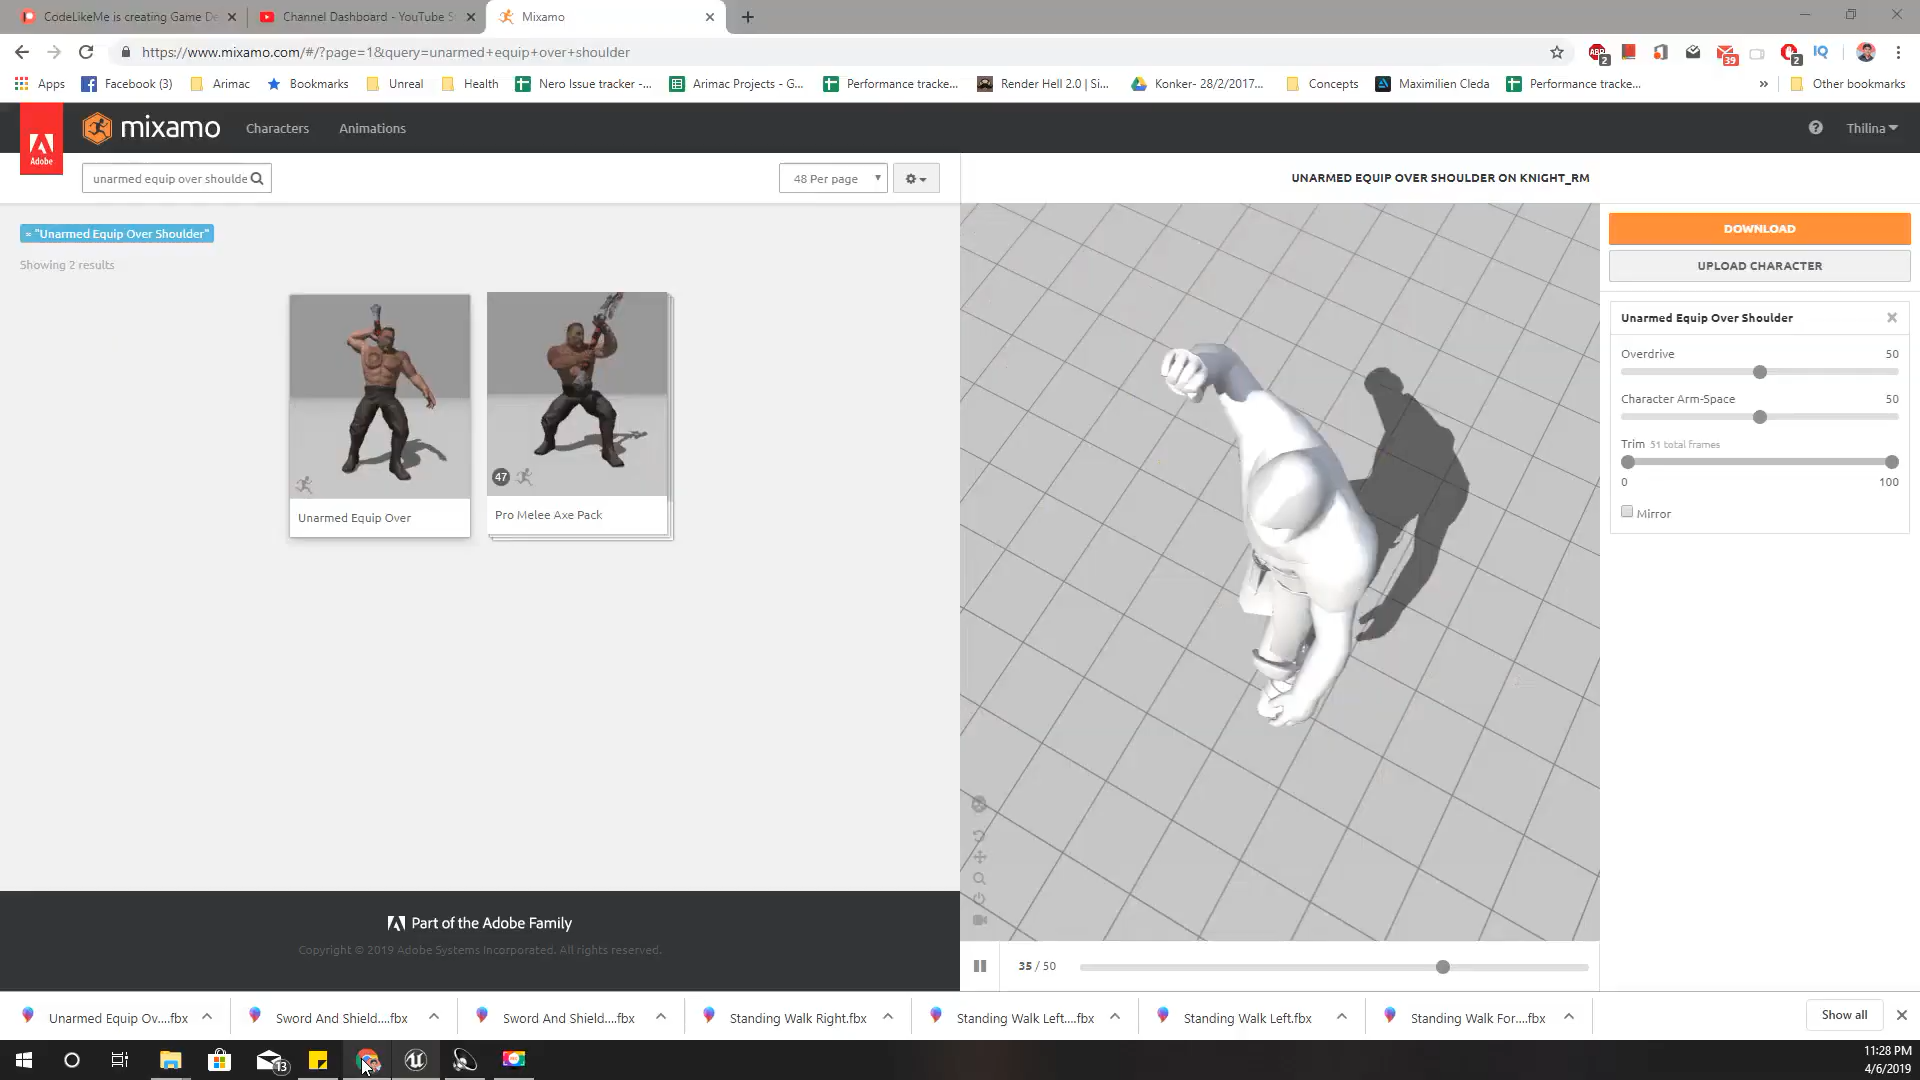 CodeLikeMe is creating Game De
Channel Dashboard - YouTube S
Mixamo
https://www.mixamo.com/#/?page=1&query=unarmed+equip+over+shoulder
ABP
2
39
2
IQ
Apps
Facebook (3)
Arimac
Bookmarks
Unreal
Health
Nero Issue tracker -...
Arimac Projects - G...
Performance tracke...
Render Hell 2.0 | Si...
Konker- 28/2/2017...
Concepts
Maximilien Cleda
Performance tracke...
»
Other bookmarks
Adobe
mixamo
Characters
Animations
Thilina
unarmed equip over shoulde
48 Per page
UNARMED EQUIP OVER SHOULDER ON KNIGHT_RM
× "Unarmed Equip Over Shoulder"
Showing 2 results
Unarmed Equip Over
47
Pro Melee Axe Pack
DOWNLOAD
UPLOAD CHARACTER
Unarmed Equip Over Shoulder
Overdrive 50
Character Arm-Space 50
Trim 51 total frames
0 100
Mirror
Part of the Adobe Family
Copyright © 2019 Adobe Systems Incorporated. All rights reserved.
35 / 50
Unarmed Equip Ov....fbx
Sword And Shield....fbx
Sword And Shield....fbx
Standing Walk Right.fbx
Standing Walk Left....fbx
Standing Walk Left.fbx
Standing Walk For....fbx
Show all
13
11:28 PM
4/6/2019